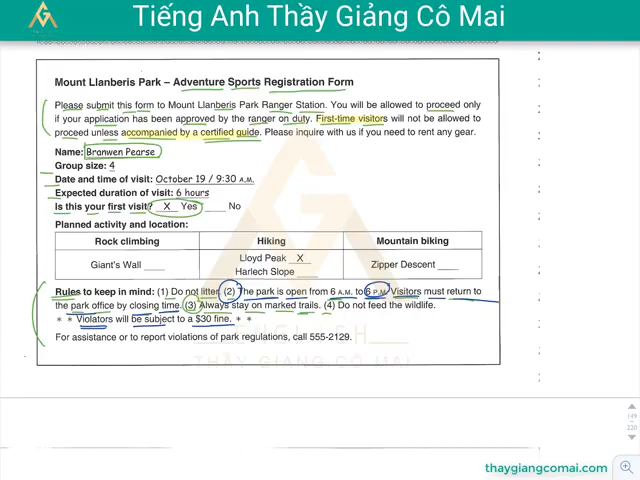 Tiếng Anh Thầy Giảng Cô Mai
Mount Llanberis Park – Adventure Sports Registration Form
Please submit this form to Mount Llanberis Park Ranger Station. You will be allowed to proceed only
if your application has been approved by the ranger on duty. First-time visitors will not be allowed to
proceed unless accompanied by a certified guide. Please inquire with us if you need to rent any gear.
Name: Branwen Pearse
Group size: 4
Date and time of visit: October 19 / 9:30 A.M.
Expected duration of visit: 6 hours
Is this your first visit? X Yes No
Planned activity and location:
Rock climbing Hiking Mountain biking
Giant's Wall Lloyd Peak X Zipper Descent
Harlech Slope
Rules to keep in mind: (1) Do not litter. (2) The park is open from 6 A.M. to 6 P.M. Visitors must return to
the park office by closing time. (3) Always stay on marked trails. (4) Do not feed the wildlife.
* * Violators will be subject to a $30 fine. * *
For assistance or to report violations of park regulations, call 555-2129.
THAY GIANG CO MAI
149
220
thaygiangcomai.com